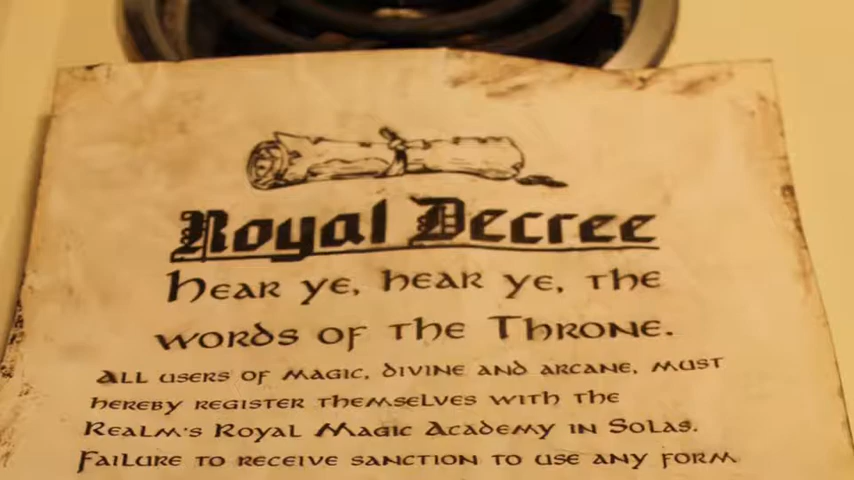 Royal Decree
Hear ye, hear ye, the
words of the Throne.
All users of magic, divine and arcane, must
hereby register themselves with the
Realm's Royal Magic Academy in Solas.
Failure to receive sanction to use any form